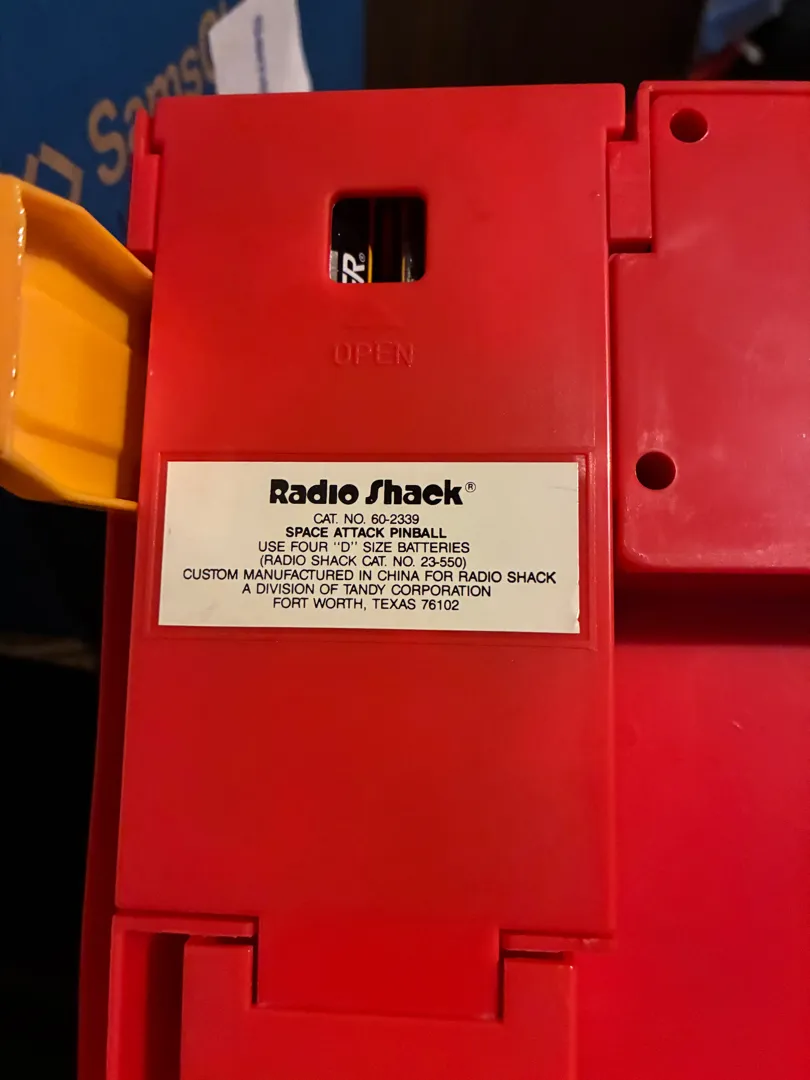 Sams
OPEN
Radio Shack®
CAT. NO. 60-2339
SPACE ATTACK PINBALL
USE FOUR "D" SIZE BATTERIES
(RADIO SHACK CAT. NO. 23-550)
CUSTOM MANUFACTURED IN CHINA FOR RADIO SHACK
A DIVISION OF TANDY CORPORATION
FORT WORTH, TEXAS 76102